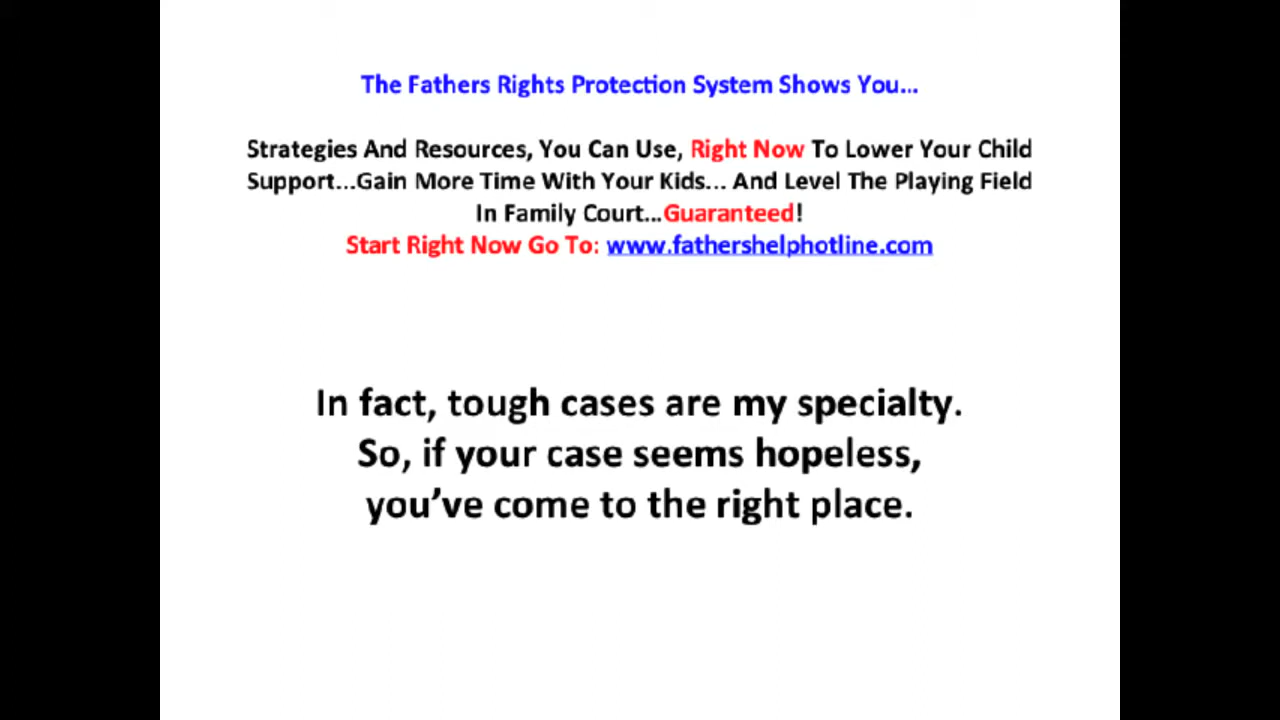 The Fathers Rights Protection System Shows You...
Strategies And Resources, You Can Use, Right Now To Lower Your Child
Support...Gain More Time With Your Kids... And Level The Playing Field
In Family Court...Guaranteed!
Start Right Now Go To: www.fathershelphotline.com
In fact, tough cases are my specialty.
So, if your case seems hopeless,
you’ve come to the right place.